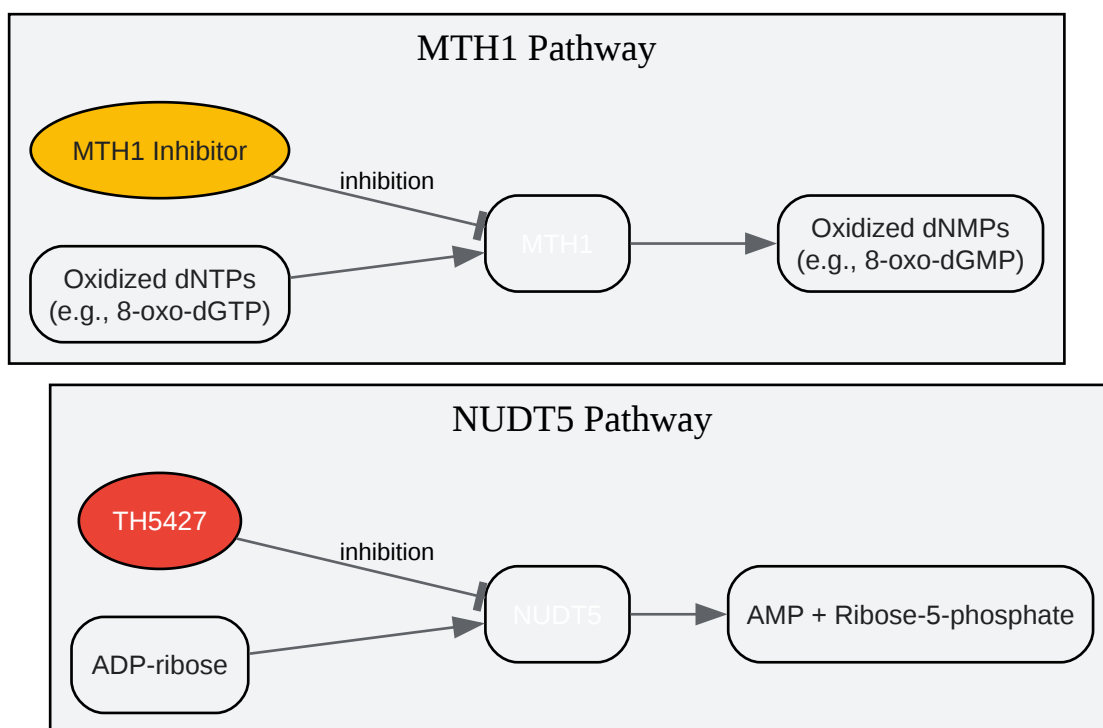 MTH1 Pathway
MTH1 Inhibitor
inhibition
MTH1
Oxidized dNTPs
(e.g., 8-oxo-dGTP)
Oxidized dNMPs
(e.g., 8-oxo-dGMP)
NUDT5 Pathway
TH5427
inhibition
NUDT5
ADP-ribose
AMP + Ribose-5-phosphate